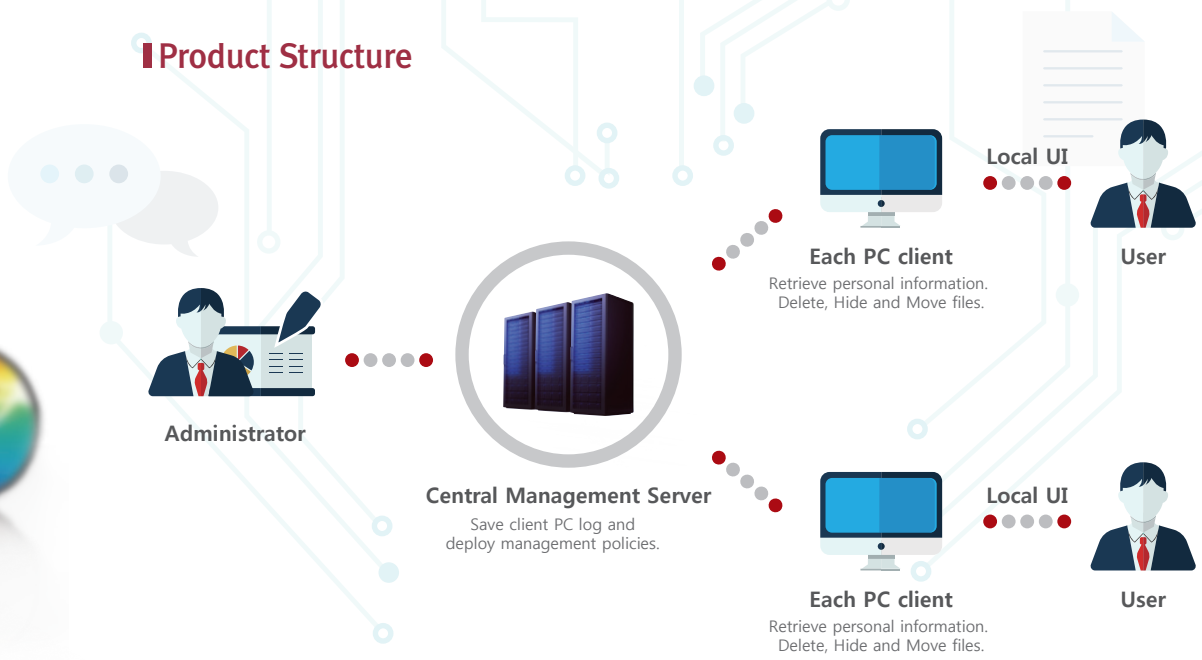 Product Structure
Local UI
Each PC client
User
Retrieve personal information.
Delete, Hide and Move files.
Administrator
Central Management Server
Save client PC log and
deploy management policies.
Local UI
Each PC client
User
Retrieve personal information.
Delete, Hide and Move files.